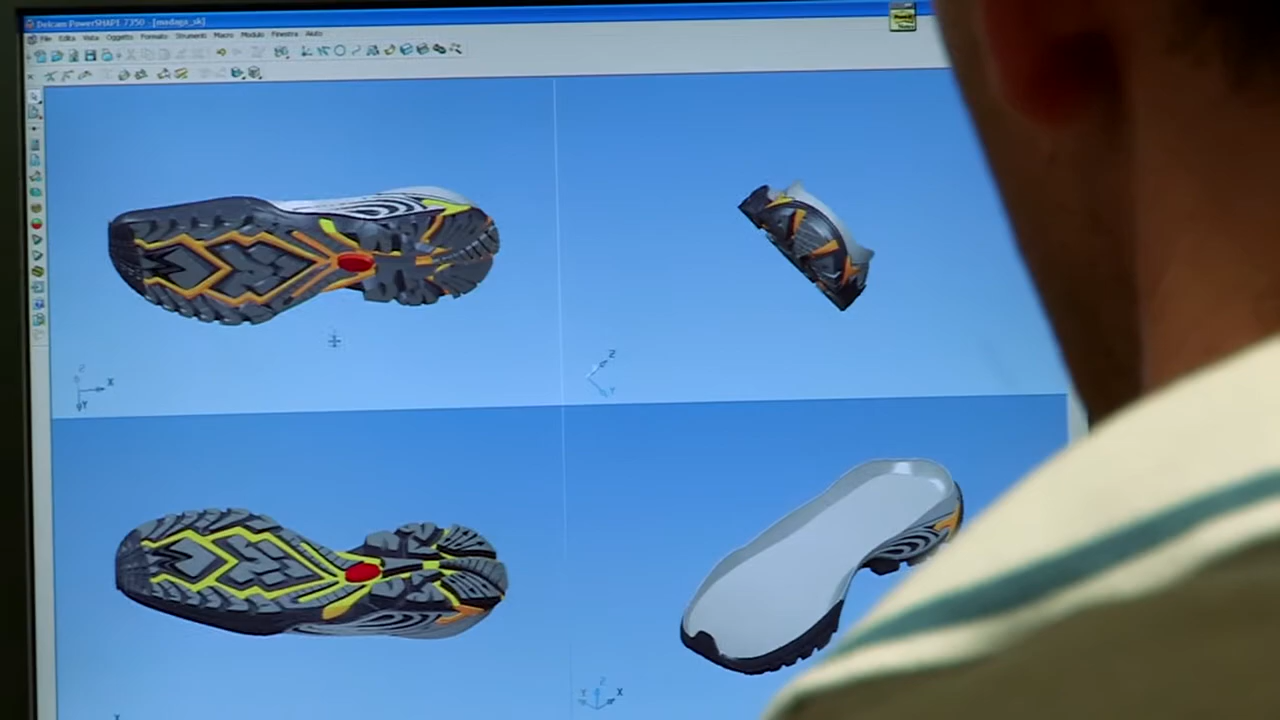 Delcam PowerSHAPE 7350 - [madaga_sk]
File Edita Vista Oggetto Formato Strumenti Macro Modulo Finestra Aiuto
Z
X
Y
Z
Y
Z
Y
X
Y